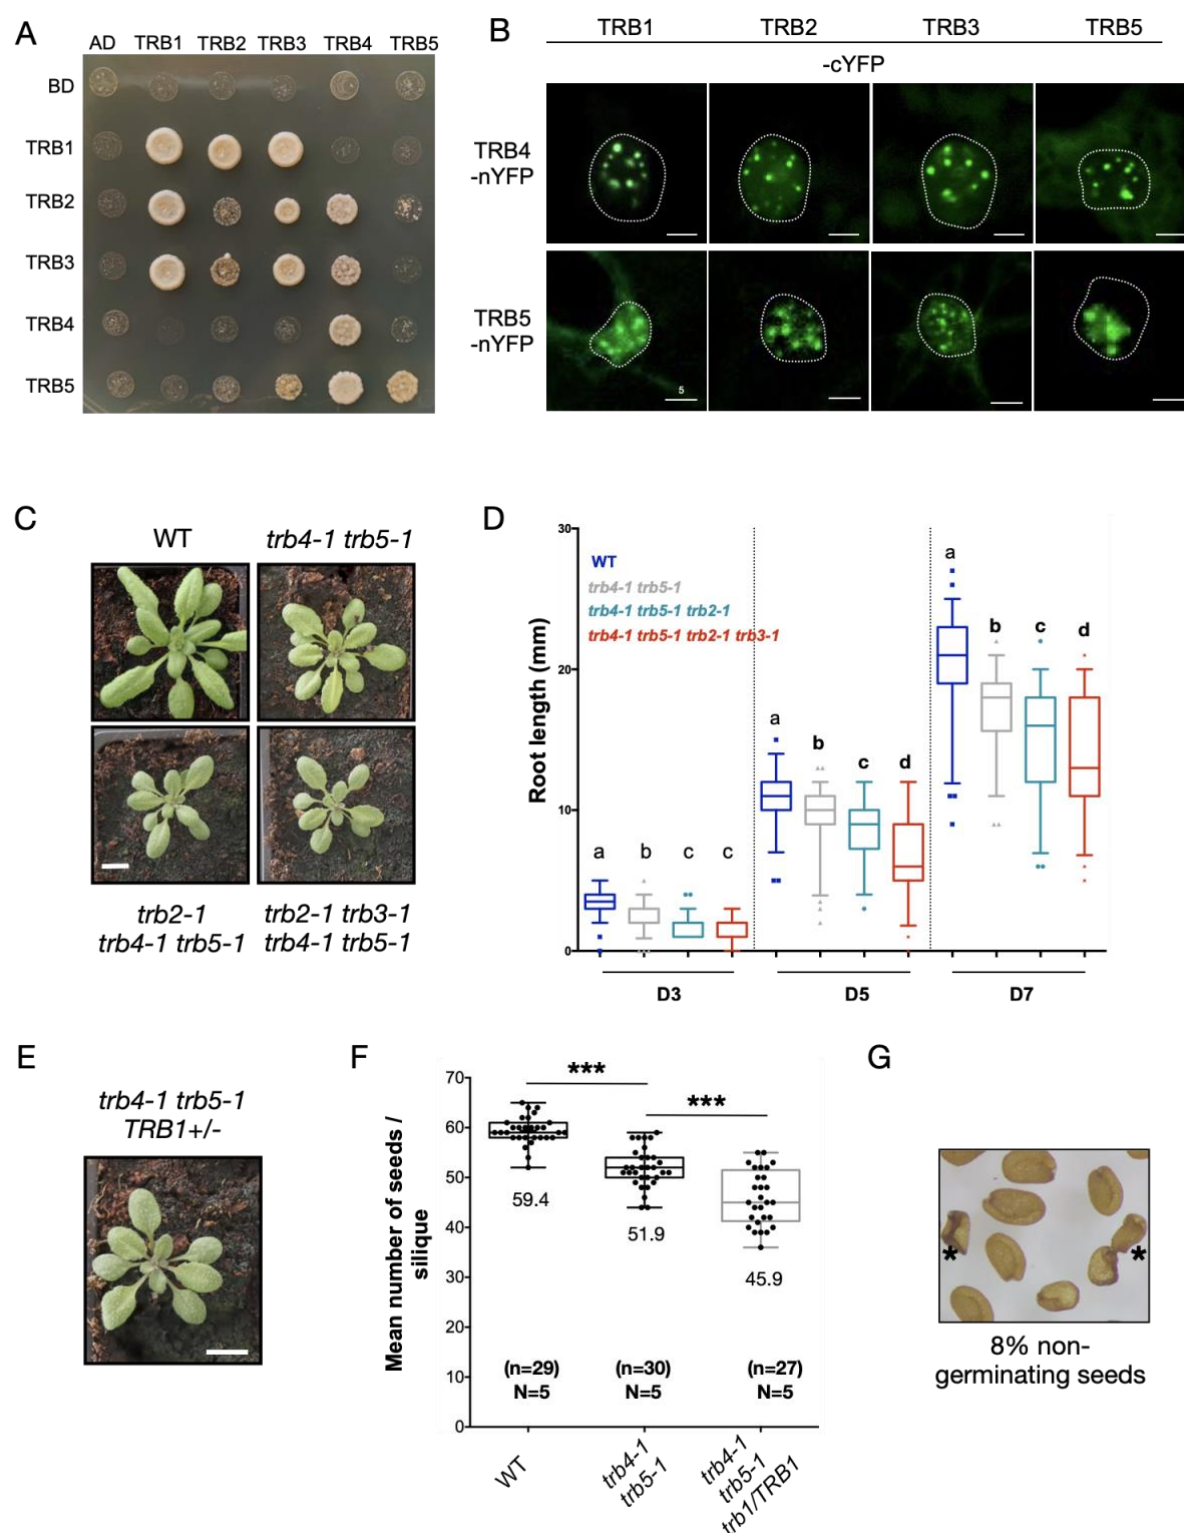 A
AD TRB1 TRB2 TRB3 TRB4 TRB5
BD
TRB1
TRB2
TRB3
TRB4
TRB5
B
TRB1 TRB2 TRB3 TRB5
-cYFP
TRB4
-nYFP
TRB5
-nYFP
5
C
WT trb4-1 trb5-1
trb2-1
trb4-1 trb5-1
trb2-1 trb3-1
trb4-1 trb5-1
D
Root length (mm)
30
20
10
0
WT
trb4-1 trb5-1
trb4-1 trb5-1 trb2-1
trb4-1 trb5-1 trb2-1 trb3-1
a b c c
a b c d
a b c d
D3 D5 D7
E
trb4-1 trb5-1
TRB1+/-
F
Mean number of seeds /
silique
70
60
50
40
30
20
10
0
*** ***
59.4
51.9
45.9
(n=29) (n=30) (n=27)
N=5 N=5 N=5
WT
trb4-1
trb5-1
trb4-1
trb5-1
trb1/TRB1
G
* *
8% non-
germinating seeds